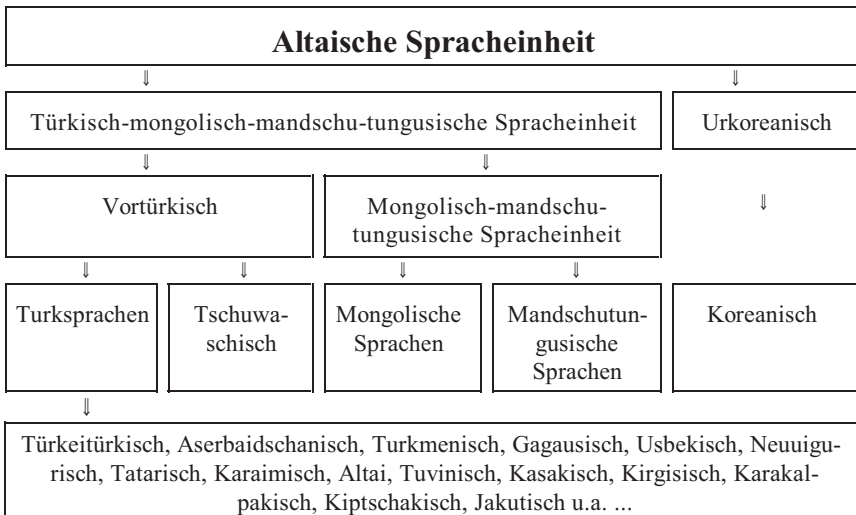 Altaische Spracheinheit
⇓ ⇓
Türkisch-mongolisch-mandschu-tungusische Spracheinheit
Urkoreanisch
⇓ ⇓
Vortürkisch
Mongolisch-mandschu-
tungusische Spracheinheit
⇓
⇓ ⇓ ⇓ ⇓
Turksprachen
Tschuwa-
schisch
Mongolische
Sprachen
Mandschutun-
gusische
Sprachen
Koreanisch
⇓
Türkeitürkisch, Aserbaidschanisch, Turkmenisch, Gagausisch, Usbekisch, Neuuigu-
risch, Tatarisch, Karaimisch, Altai, Tuvinisch, Kasakisch, Kirgisisch, Karakal-
pakisch, Kiptschakisch, Jakutisch u.a. ...